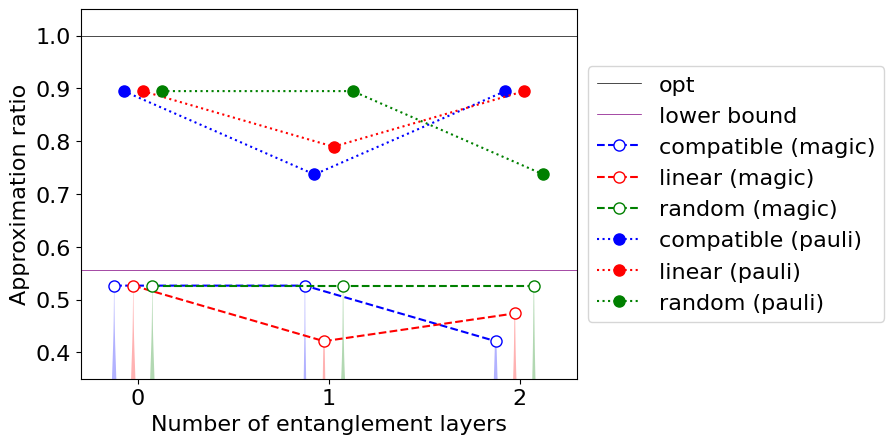 1.0
0.9
0.8
0.7
0.6
0.5
0.4
Approximation ratio
0
1
2
Number of entanglement layers
opt
lower bound
compatible (magic)
linear (magic)
random (magic)
compatible (pauli)
linear (pauli)
random (pauli)